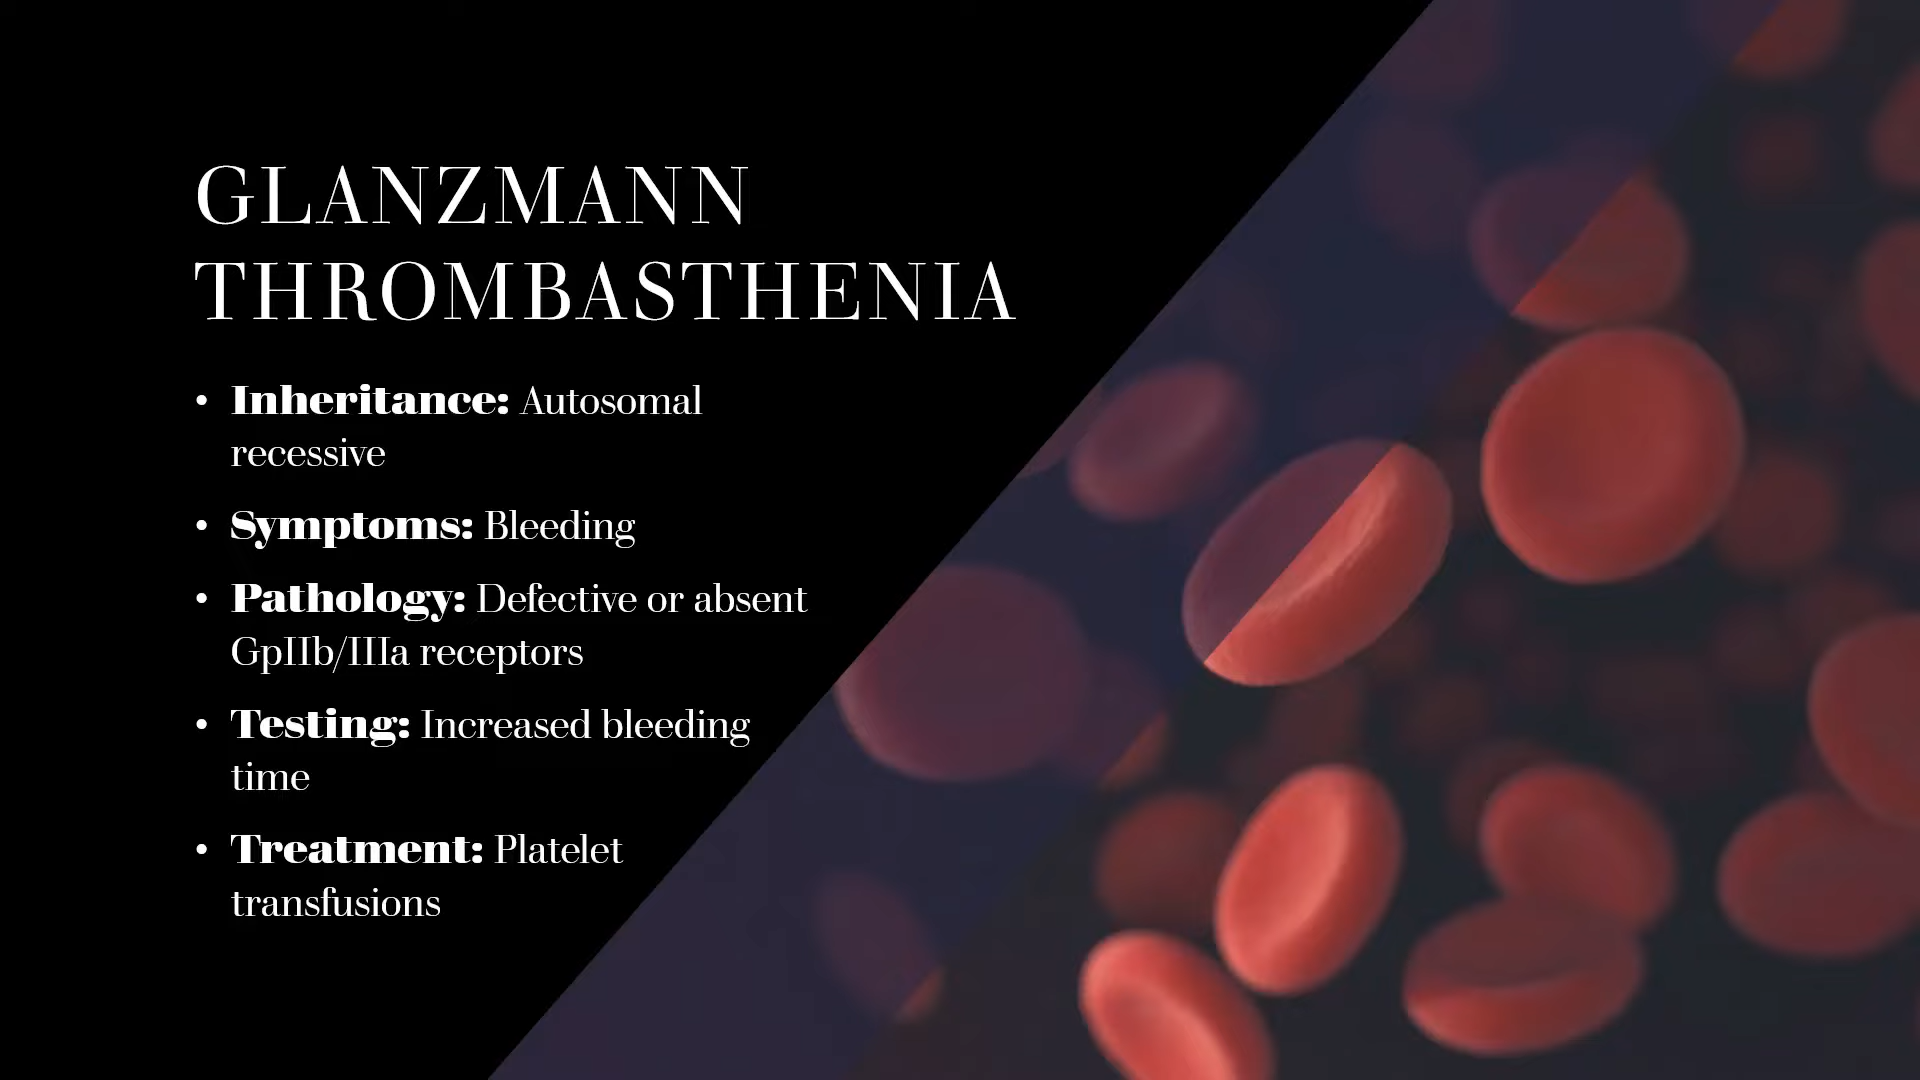 GLANZMANN
THROMBASTHENIA
• Inheritance: Autosomal
recessive
• Symptoms: Bleeding
• Pathology: Defective or absent
GpIIb/IIIa receptors
• Testing: Increased bleeding
time
• Treatment: Platelet
transfusions